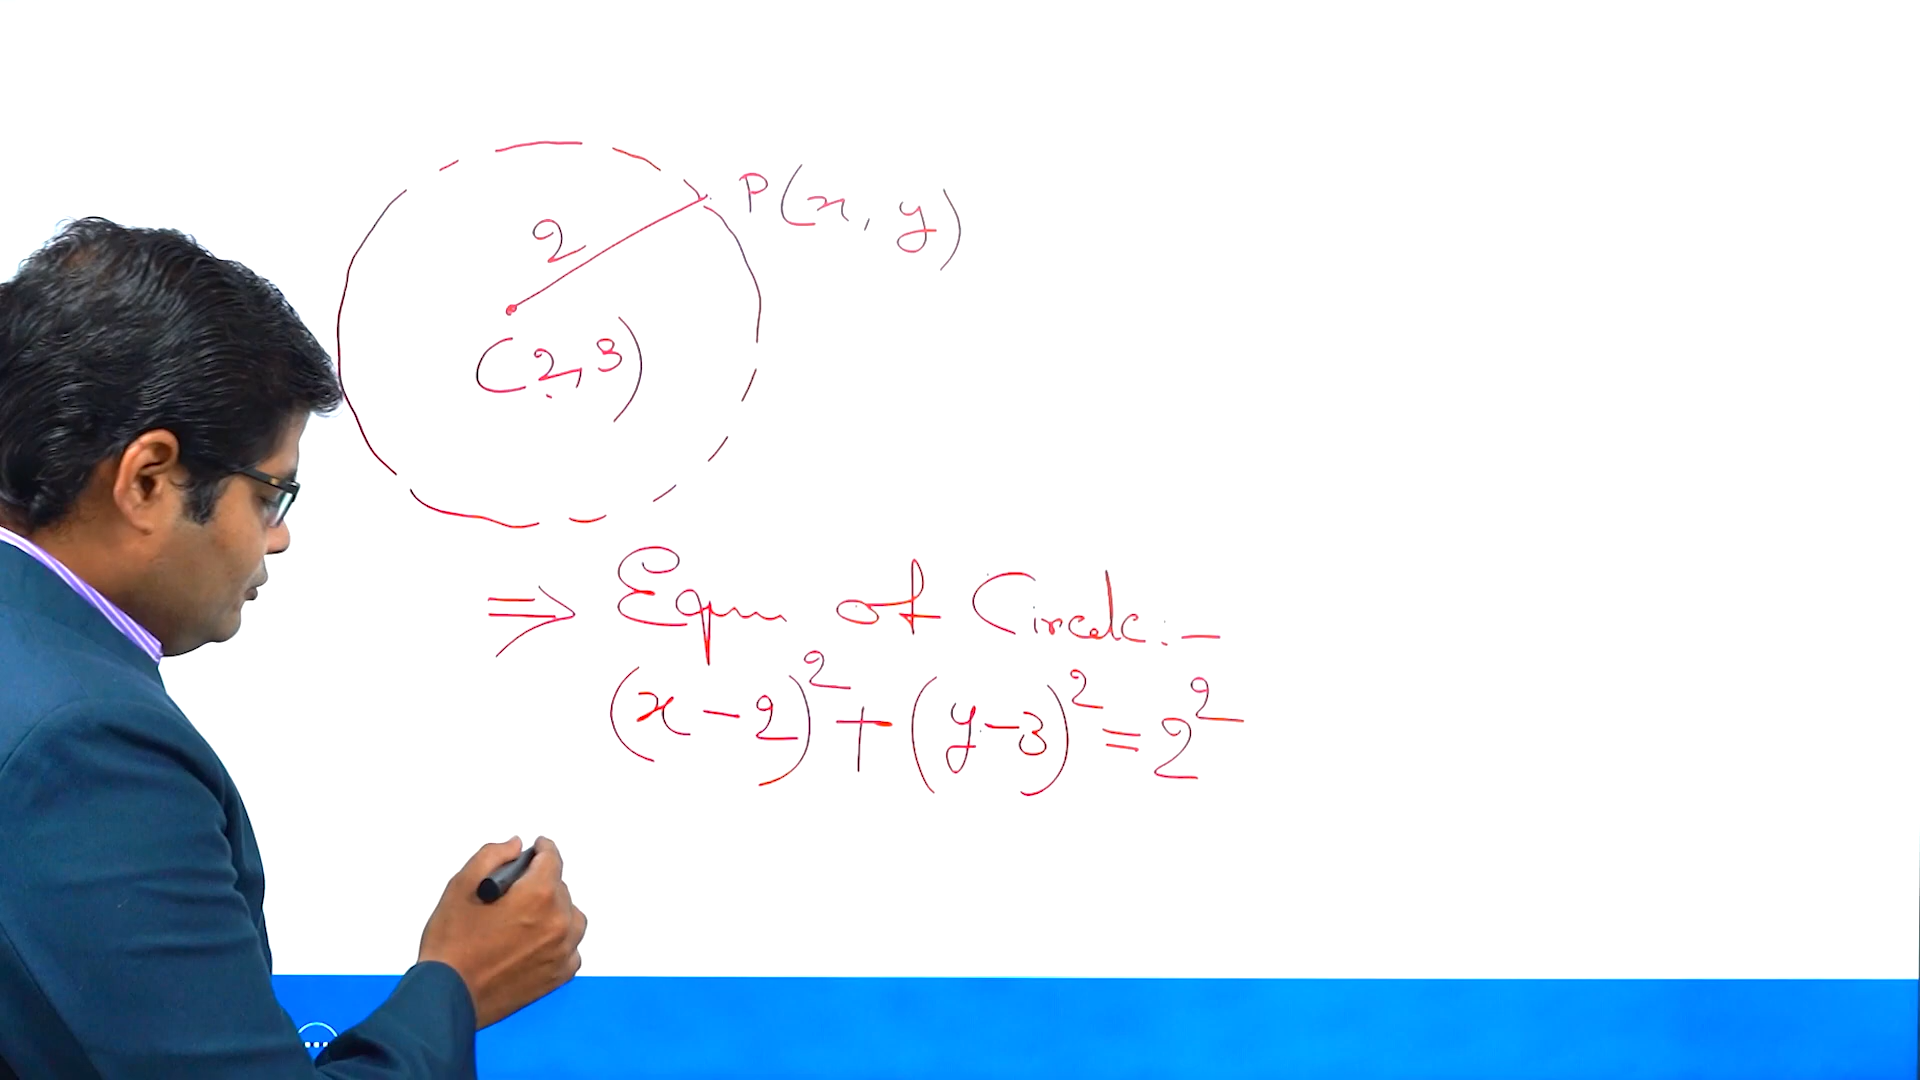 P(x, y)
2
(2,3)
⇒ Eqn of Circle:-
(x-2)² + (y-3)² = 2²